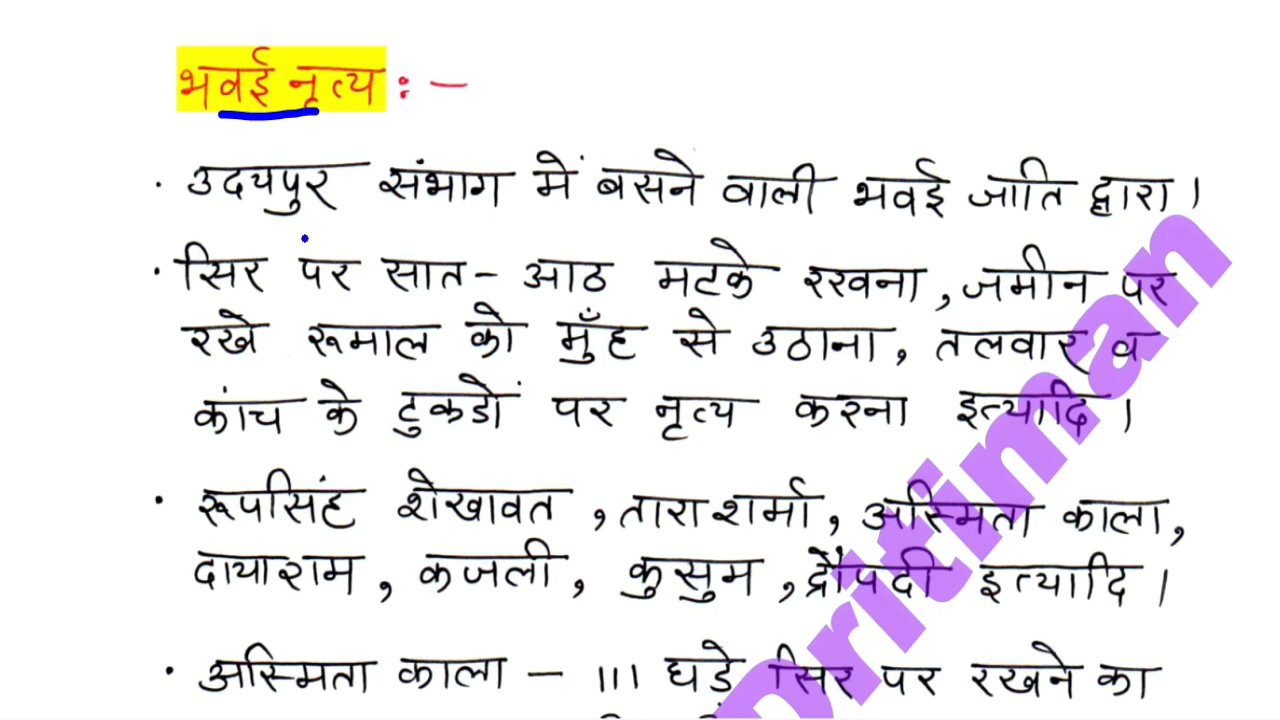 भवई नृत्य :-
• उदयपुर संभाग में बसने वाली भवई जाति द्वारा ।
• सिर पर सात - आठ मटके रखना , जमीन पर
रखे रूमाल को मुँह से उठाना , तलवार व
कांच के टुकडों पर नृत्य करना इत्यादि ।
• रूपसिंह शेखावत , तारा शर्मा , अस्मिता काला ,
दायाराम , कजली , कुसुम , द्रौपदी इत्यादि ।
• अस्मिता काला - 111 घड़े सिर पर रखने का
pritiman